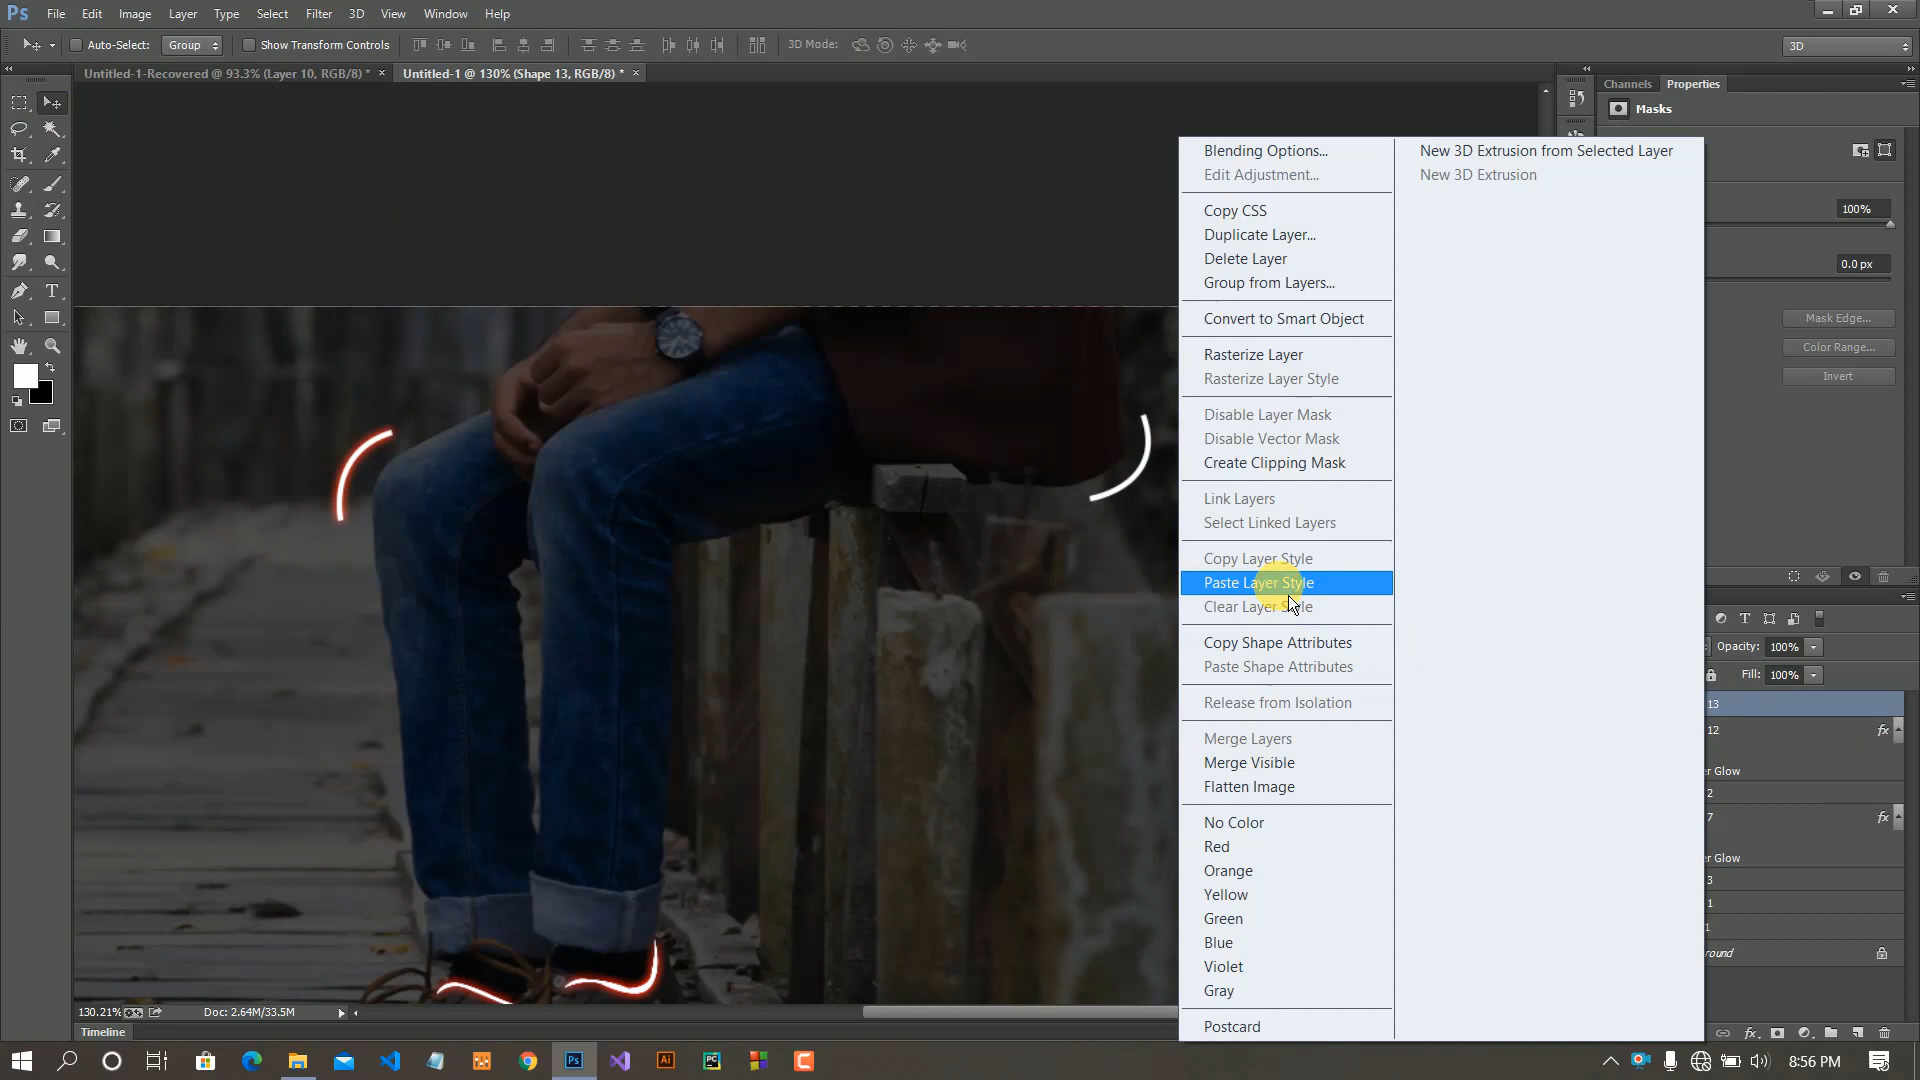 Ps File Edit Image Layer Type Select Filter 3D View Window Help
Auto-Select: Group Show Transform Controls 3D Mode: 3D
Untitled-1-Recovered @ 93.3% (Layer 10, RGB/8) * × Untitled-1 @ 130% (Shape 13, RGB/8) * ×
Channels Properties
Masks
100%
0.0 px
Mask Edge...
Color Range...
Invert
Blending Options...
Edit Adjustment...
Copy CSS
Duplicate Layer...
Delete Layer
Group from Layers...
Convert to Smart Object
Rasterize Layer
Rasterize Layer Style
Disable Layer Mask
Disable Vector Mask
Create Clipping Mask
Link Layers
Select Linked Layers
Copy Layer Style
Paste Layer Style
Clear Layer Style
Copy Shape Attributes
Paste Shape Attributes
Release from Isolation
Merge Layers
Merge Visible
Flatten Image
No Color
Red
Orange
Yellow
Green
Blue
Violet
Gray
Postcard
New 3D Extrusion from Selected Layer
New 3D Extrusion
Opacity: 100%
Fill: 100%
13
12 fx
r Glow
2
7 fx
r Glow
3
1
1
round
130.21% Doc: 2.64M/33.5M
Timeline
8:56 PM